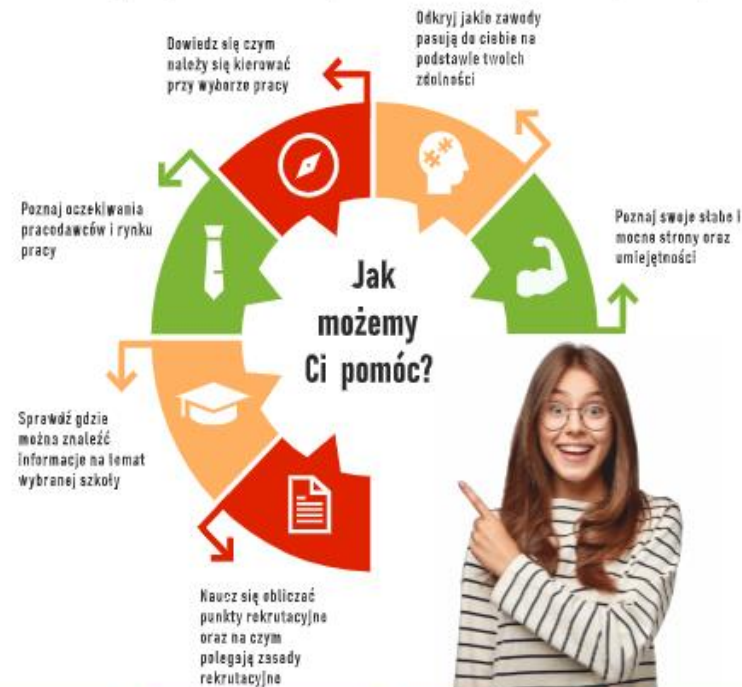 Dowiedz się czym
należy się kierować
przy wyborze pracy
Odkryj jakie zawody
pasują do ciebie na
podstawie twoich
zdolności
Poznaj oczekiwania
pracodawców i rynku
pracy
Poznaj swoje słabe i
mocne strony oraz
umiejętności
Jak
możemy
Ci pomóc?
Sprawdź gdzie
można znaleźć
informacje na temat
wybranej szkoły
Naucz się obliczać
punkty rekrutacyjne
oraz na czym
polegają zasady
rekrutacyjne